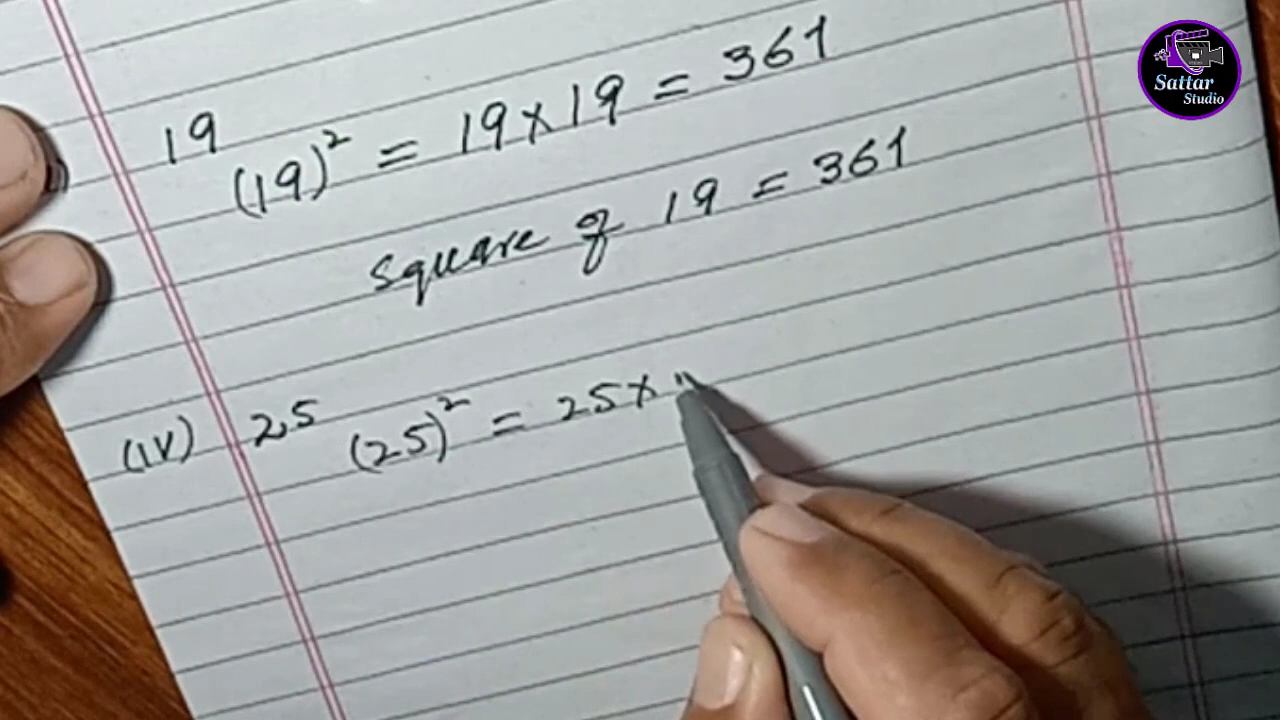 19
(19)² = 19×19 = 361
Square of 19 = 361
(iv) 25 (25)² = 25×
Sattar
Studio